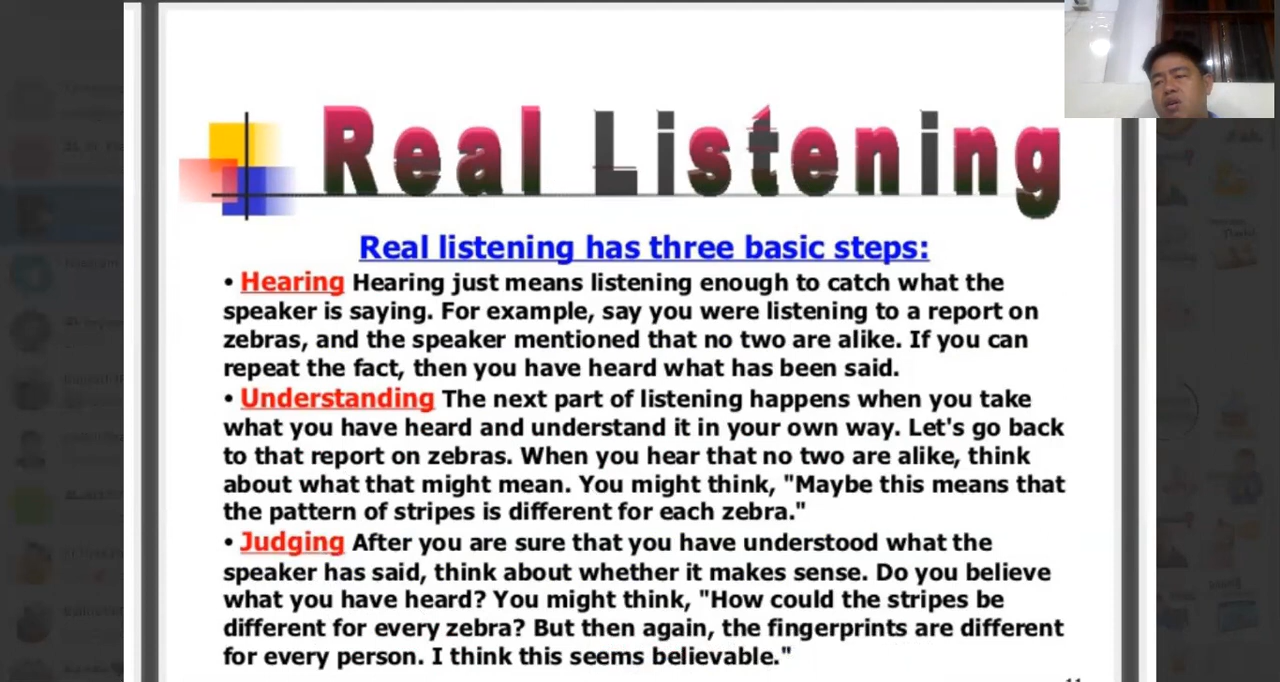 Real Listening
Real listening has three basic steps:
• Hearing Hearing just means listening enough to catch what the
speaker is saying. For example, say you were listening to a report on
zebras, and the speaker mentioned that no two are alike. If you can
repeat the fact, then you have heard what has been said.
• Understanding The next part of listening happens when you take
what you have heard and understand it in your own way. Let's go back
to that report on zebras. When you hear that no two are alike, think
about what that might mean. You might think, "Maybe this means that
the pattern of stripes is different for each zebra."
• Judging After you are sure that you have understood what the
speaker has said, think about whether it makes sense. Do you believe
what you have heard? You might think, "How could the stripes be
different for every zebra? But then again, the fingerprints are different
for every person. I think this seems believable."